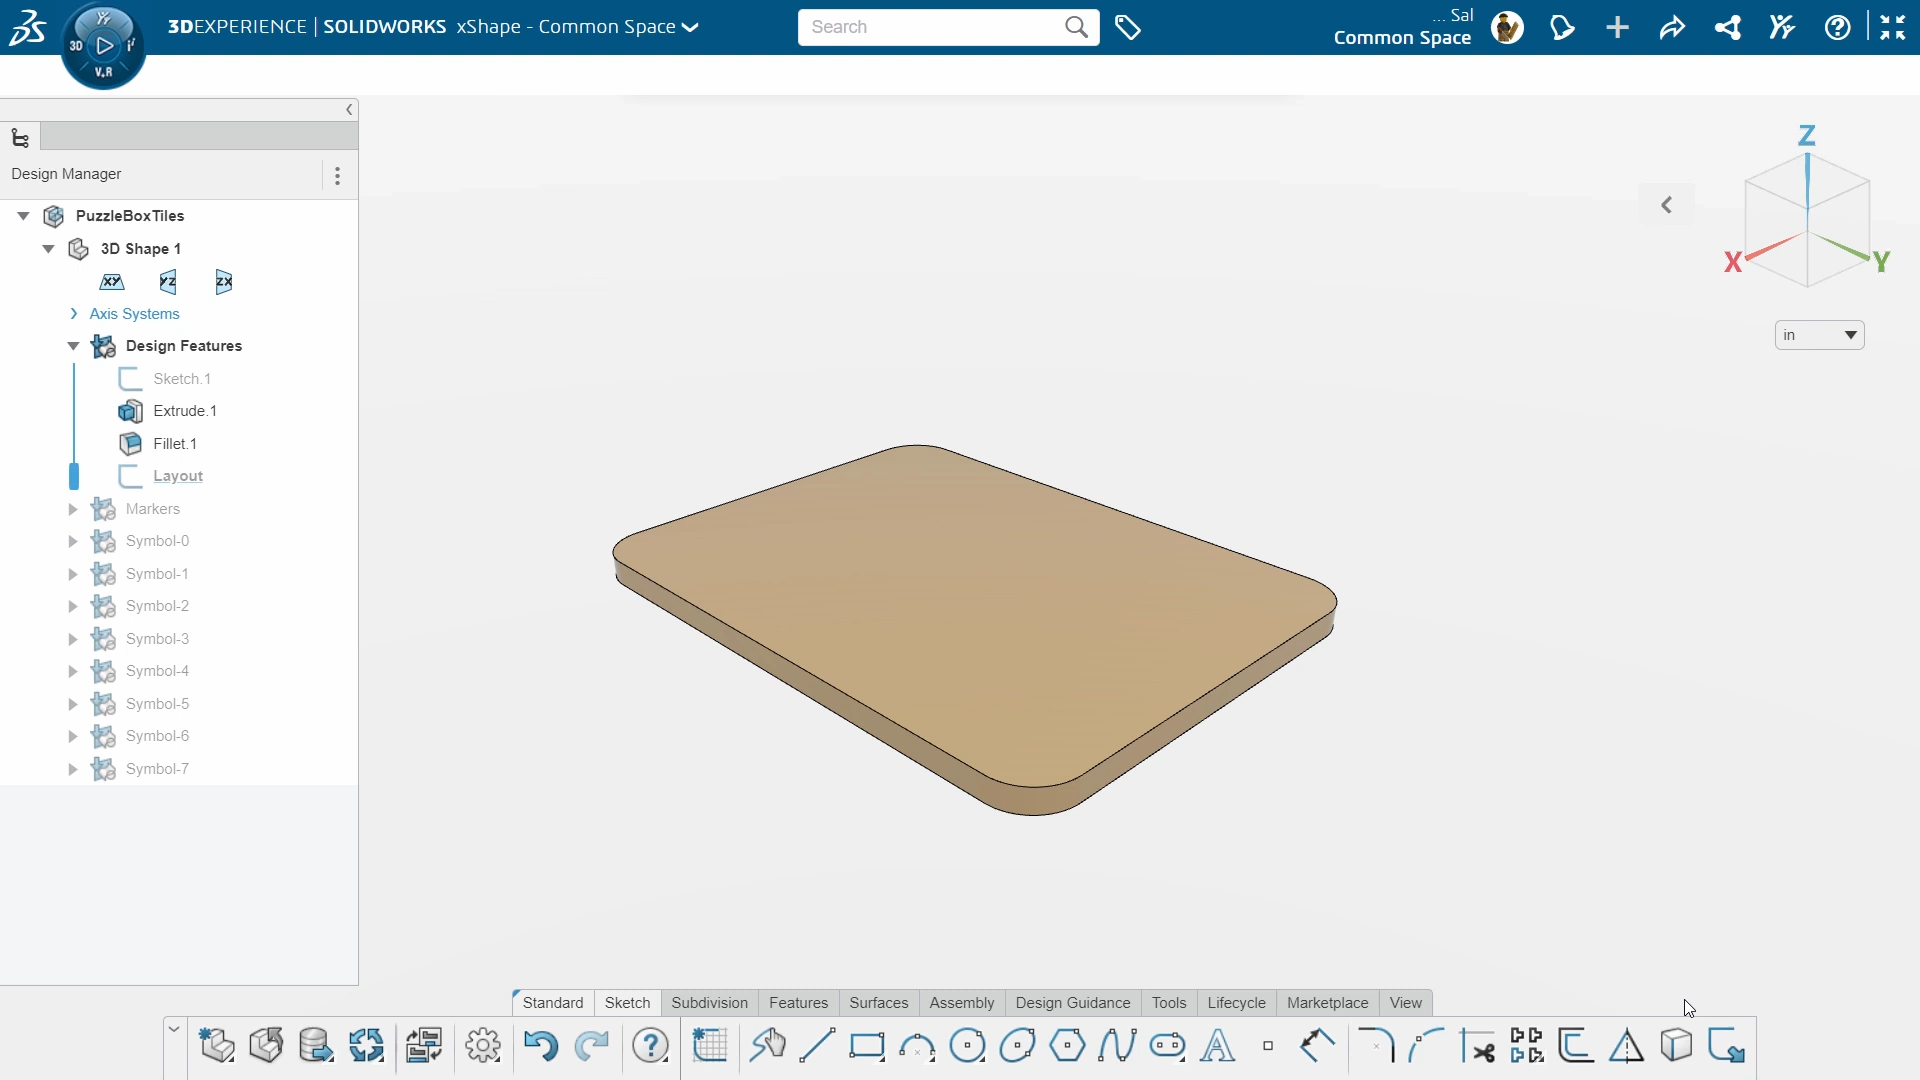 3DEXPERIENCE | SOLIDWORKS xShape - Common Space
Search
... Sal
Common Space
3D
V.R
Design Manager
PuzzleBoxTiles
3D Shape 1
XY YZ ZX
Axis Systems
Design Features
Sketch.1
Extrude.1
Fillet.1
Layout
Markers
Symbol-0
Symbol-1
Symbol-2
Symbol-3
Symbol-4
Symbol-5
Symbol-6
Symbol-7
Z
X
Y
in
Standard Sketch Subdivision Features Surfaces Assembly Design Guidance Tools Lifecycle Marketplace View